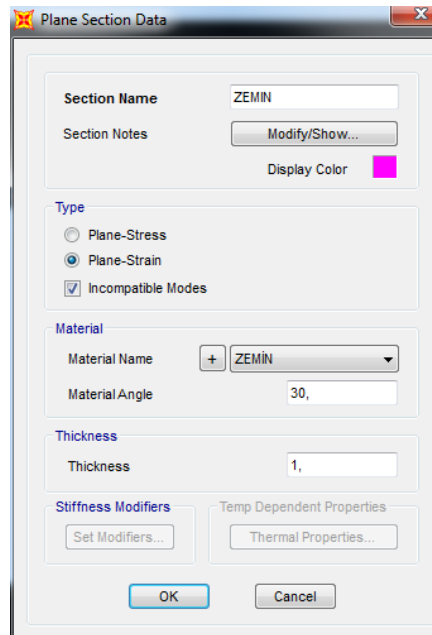 Plane Section Data
Section Name ZEMIN
Section Notes Modify/Show...
Display Color
Type
Plane-Stress
Plane-Strain
Incompatible Modes
Material
Material Name + ZEMİN
Material Angle 30,
Thickness
Thickness 1,
Stiffness Modifiers Temp Dependent Properties
Set Modifiers... Thermal Properties...
OK Cancel